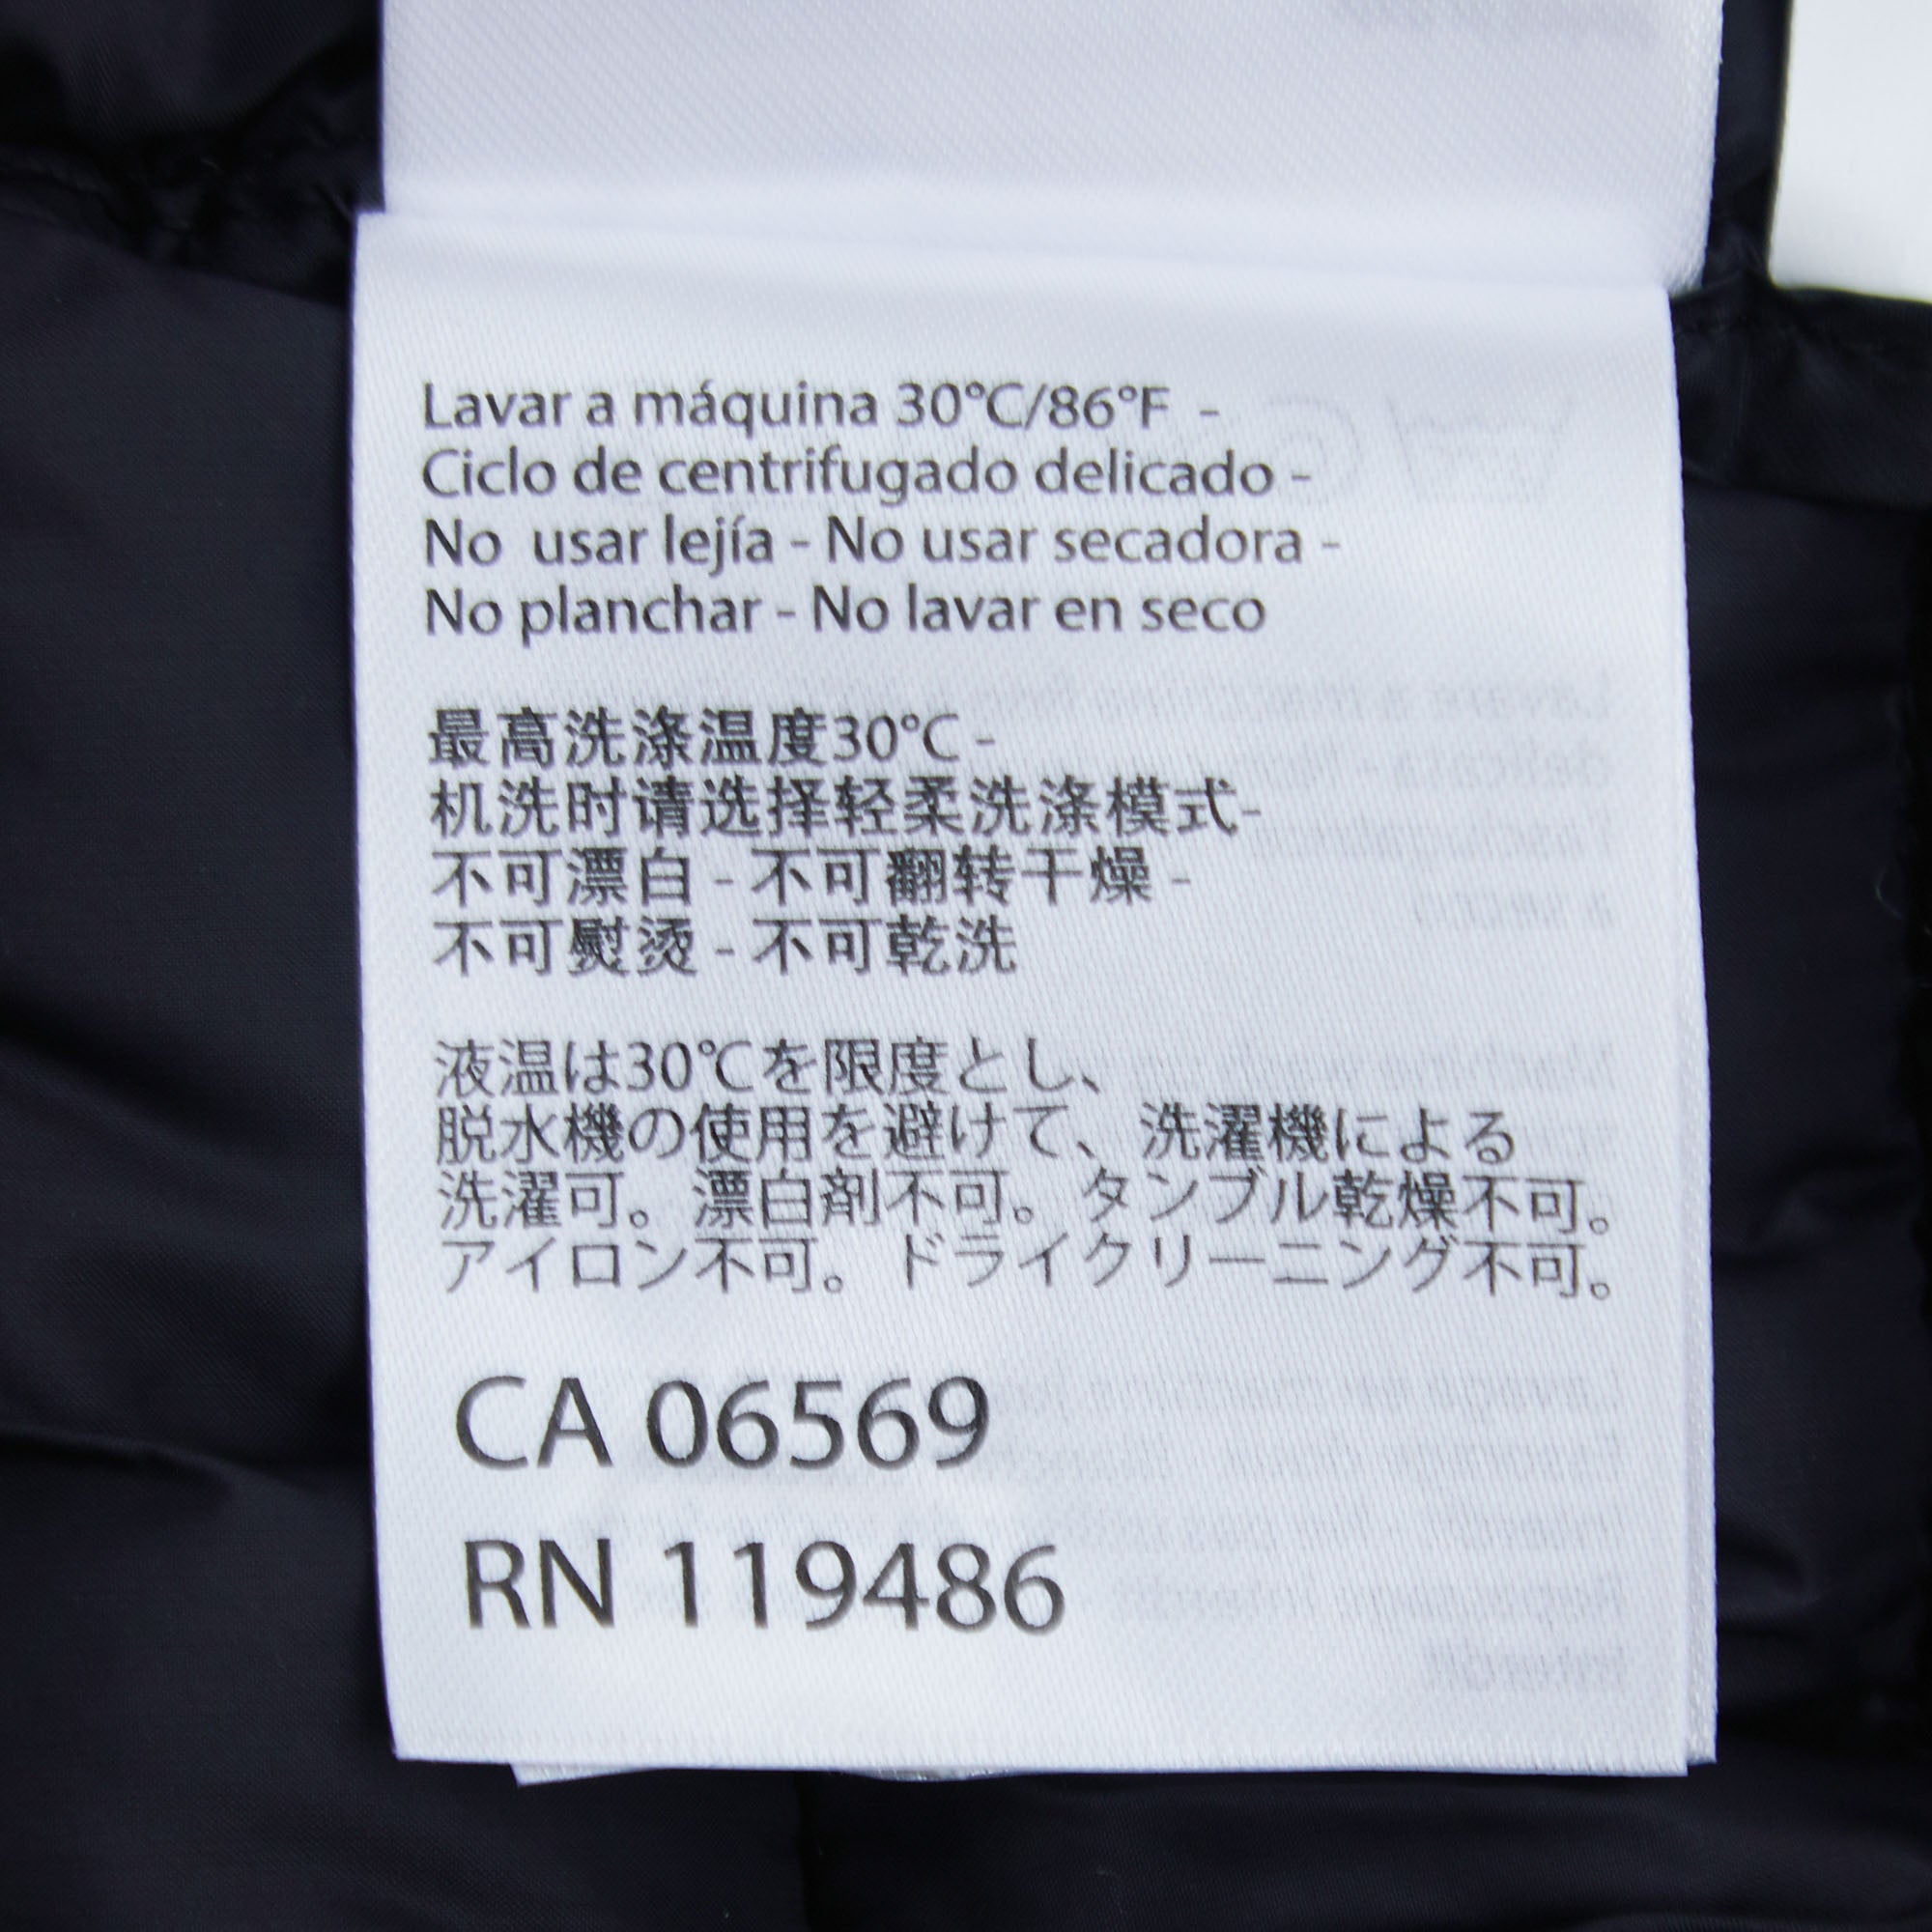 Lavar a máquina 30°C/86°F -
Ciclo de centrifugado delicado -
No usar lejía - No usar secadora -
No planchar - No lavar en seco
最高洗涤温度30°C -
机洗时请选择轻柔洗涤模式-
不可漂白 - 不可翻转干燥 -
不可熨烫 - 不可乾洗
液温は30℃を限度とし、
脱水機の使用を避けて、洗濯機による
洗濯可。漂白剤不可。タンブル乾燥不可。
アイロン不可。ドライクリーニング不可。
CA 06569
RN 119486